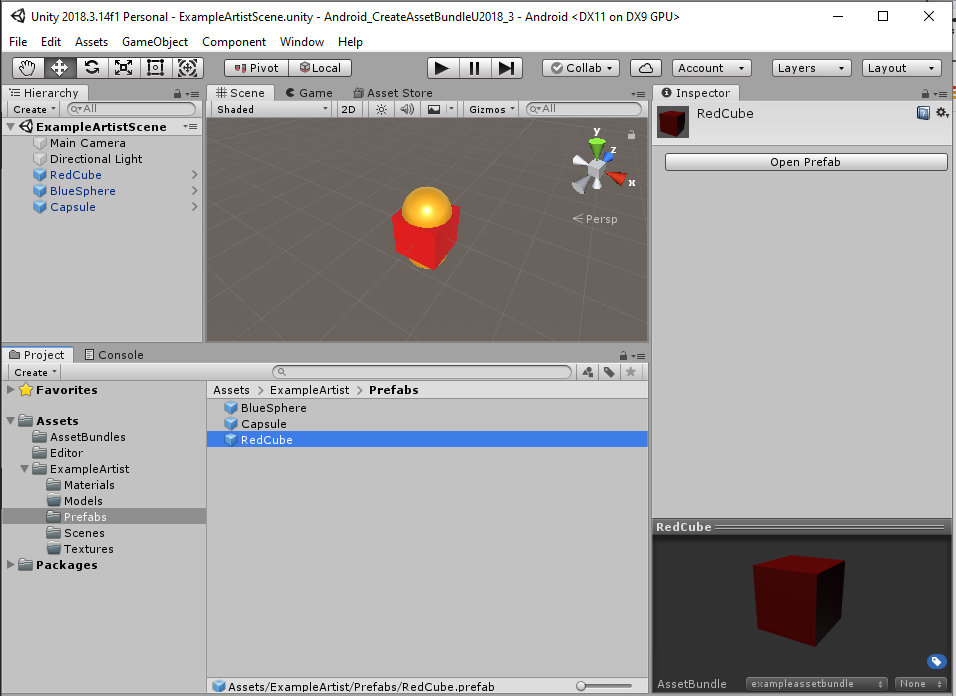 Unity 2018.3.14f1 Personal - ExampleArtistScene.unity - Android_CreateAssetBundleU2018_3 - Android <DX11 on DX9 GPU>
File Edit Assets GameObject Component Window Help
Pivot Local Collab Account Layers Layout
Hierarchy
Create All
ExampleArtistScene
Main Camera
Directional Light
RedCube
BlueSphere
Capsule
Scene Game Asset Store
Shaded 2D Gizmos All
y
z
x
Persp
Inspector
RedCube
Open Prefab
Project Console
Create
Favorites
Assets
AssetBundles
Editor
ExampleArtist
Materials
Models
Prefabs
Scenes
Textures
Packages
Assets > ExampleArtist > Prefabs
BlueSphere
Capsule
RedCube
Assets/ExampleArtist/Prefabs/RedCube.prefab
RedCube
AssetBundle exampleassetbundle None